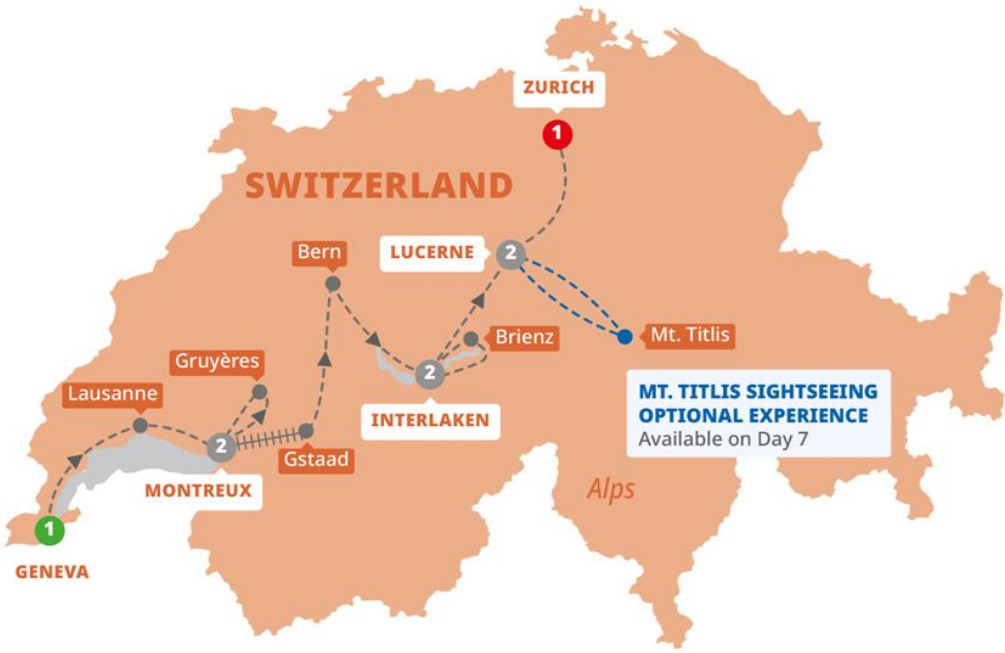 ZURICH
1
SWITZERLAND
Bern
LUCERNE
2
Brienz
Mt. Titlis
Gruyères
Lausanne
2
INTERLAKEN
MT. TITLIS SIGHTSEEING
OPTIONAL EXPERIENCE
Available on Day 7
2
Gstaad
MONTREUX
Alps
1
GENEVA